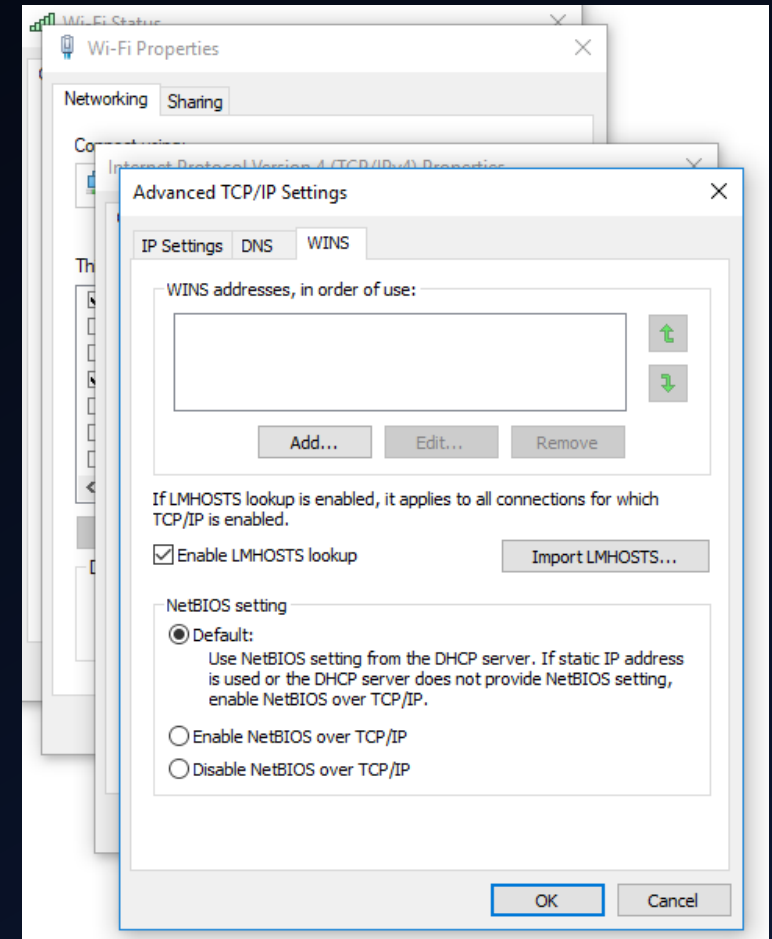 Wi-Fi Status
Wi-Fi Properties
Networking
Sharing
Internet Protocol Version 4 (TCP/IPv4) Properties
Advanced TCP/IP Settings
IP Settings
DNS
WINS
WINS addresses, in order of use:
Add...
Edit...
Remove
If LMHOSTS lookup is enabled, it applies to all connections for which
TCP/IP is enabled.
Enable LMHOSTS lookup
Import LMHOSTS...
NetBIOS setting
Default:
Use NetBIOS setting from the DHCP server. If static IP address
is used or the DHCP server does not provide NetBIOS setting,
enable NetBIOS over TCP/IP.
Enable NetBIOS over TCP/IP
Disable NetBIOS over TCP/IP
OK
Cancel